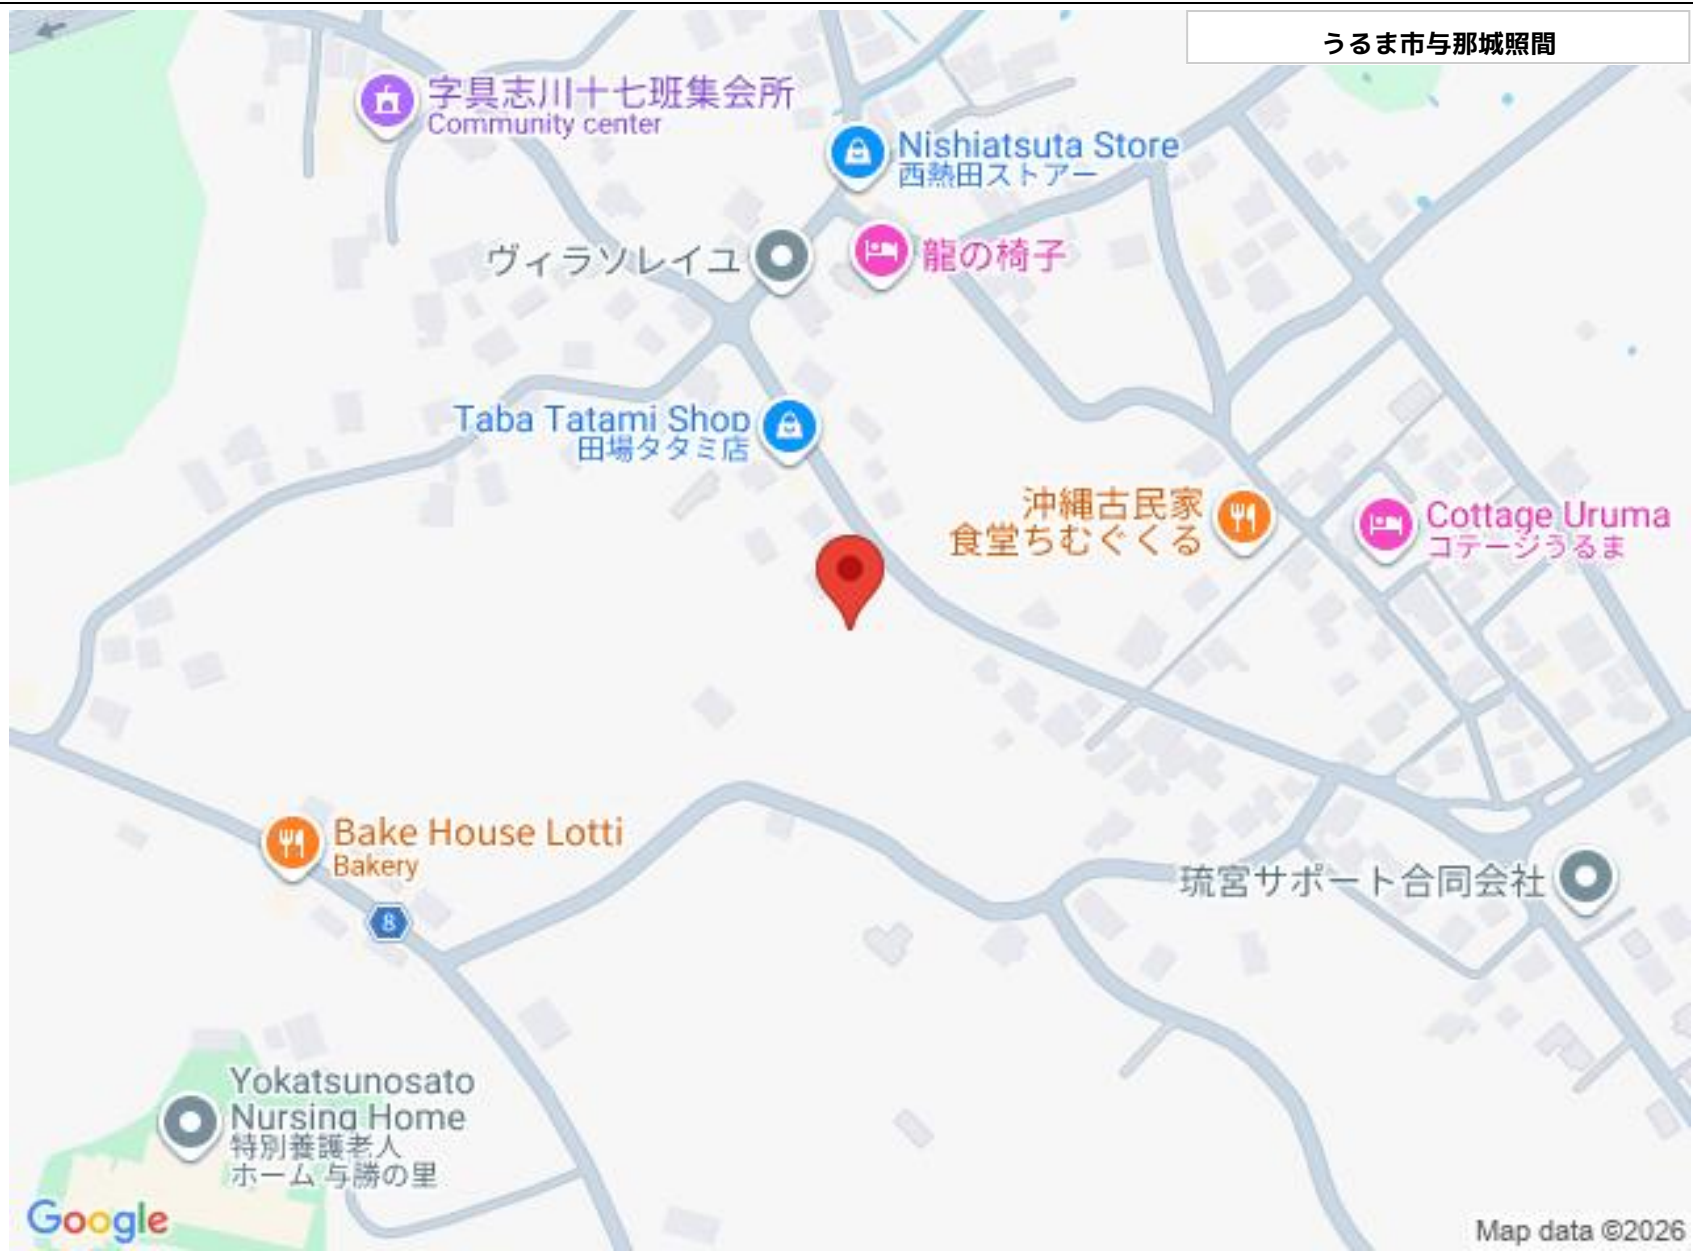 うるま市与那城照間
字具志川十七班集会所
Community center
Nishiatsuta Store
西熱田ストアー
ヴィラソレイユ
龍の椅子
Taba Tatami Shop
田場タタミ店
沖縄古民家
食堂ちむぐくる
Cottage Uruma
コテージうるま
Bake House Lotti
Bakery
8
琉宮サポート合同会社
Yokatsunosato
Nursing Home
特別養護老人
ホーム 与勝の里
Google
Map data ©2026